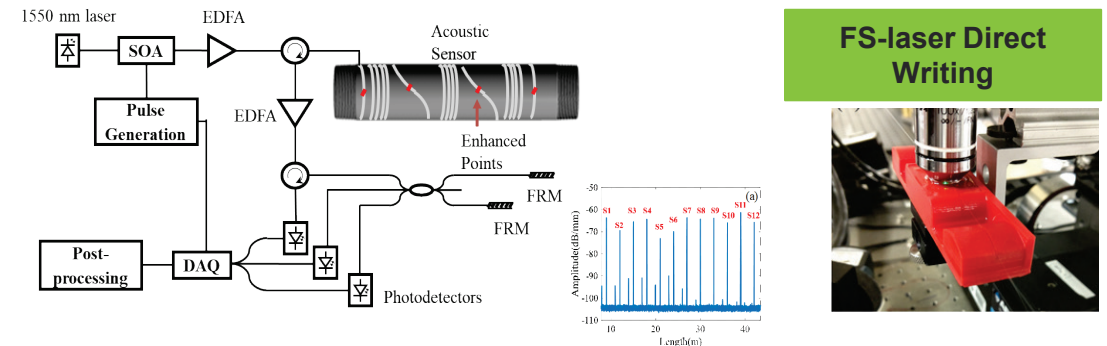 1550 nm laser
EDFA
SOA
Pulse
Generation
EDFA
Acoustic
Sensor
Enhanced
Points
FRM
FRM
Post-
processing
DAQ
Photodetectors
(a)
Amplitude(dB/mm)
-50
-60
-70
-80
-90
-100
-110
S1
S2
S3
S4
S5
S6
S7
S8
S9
S10
S11
S12
10
20
30
40
Length(m)
FS-laser Direct
Writing